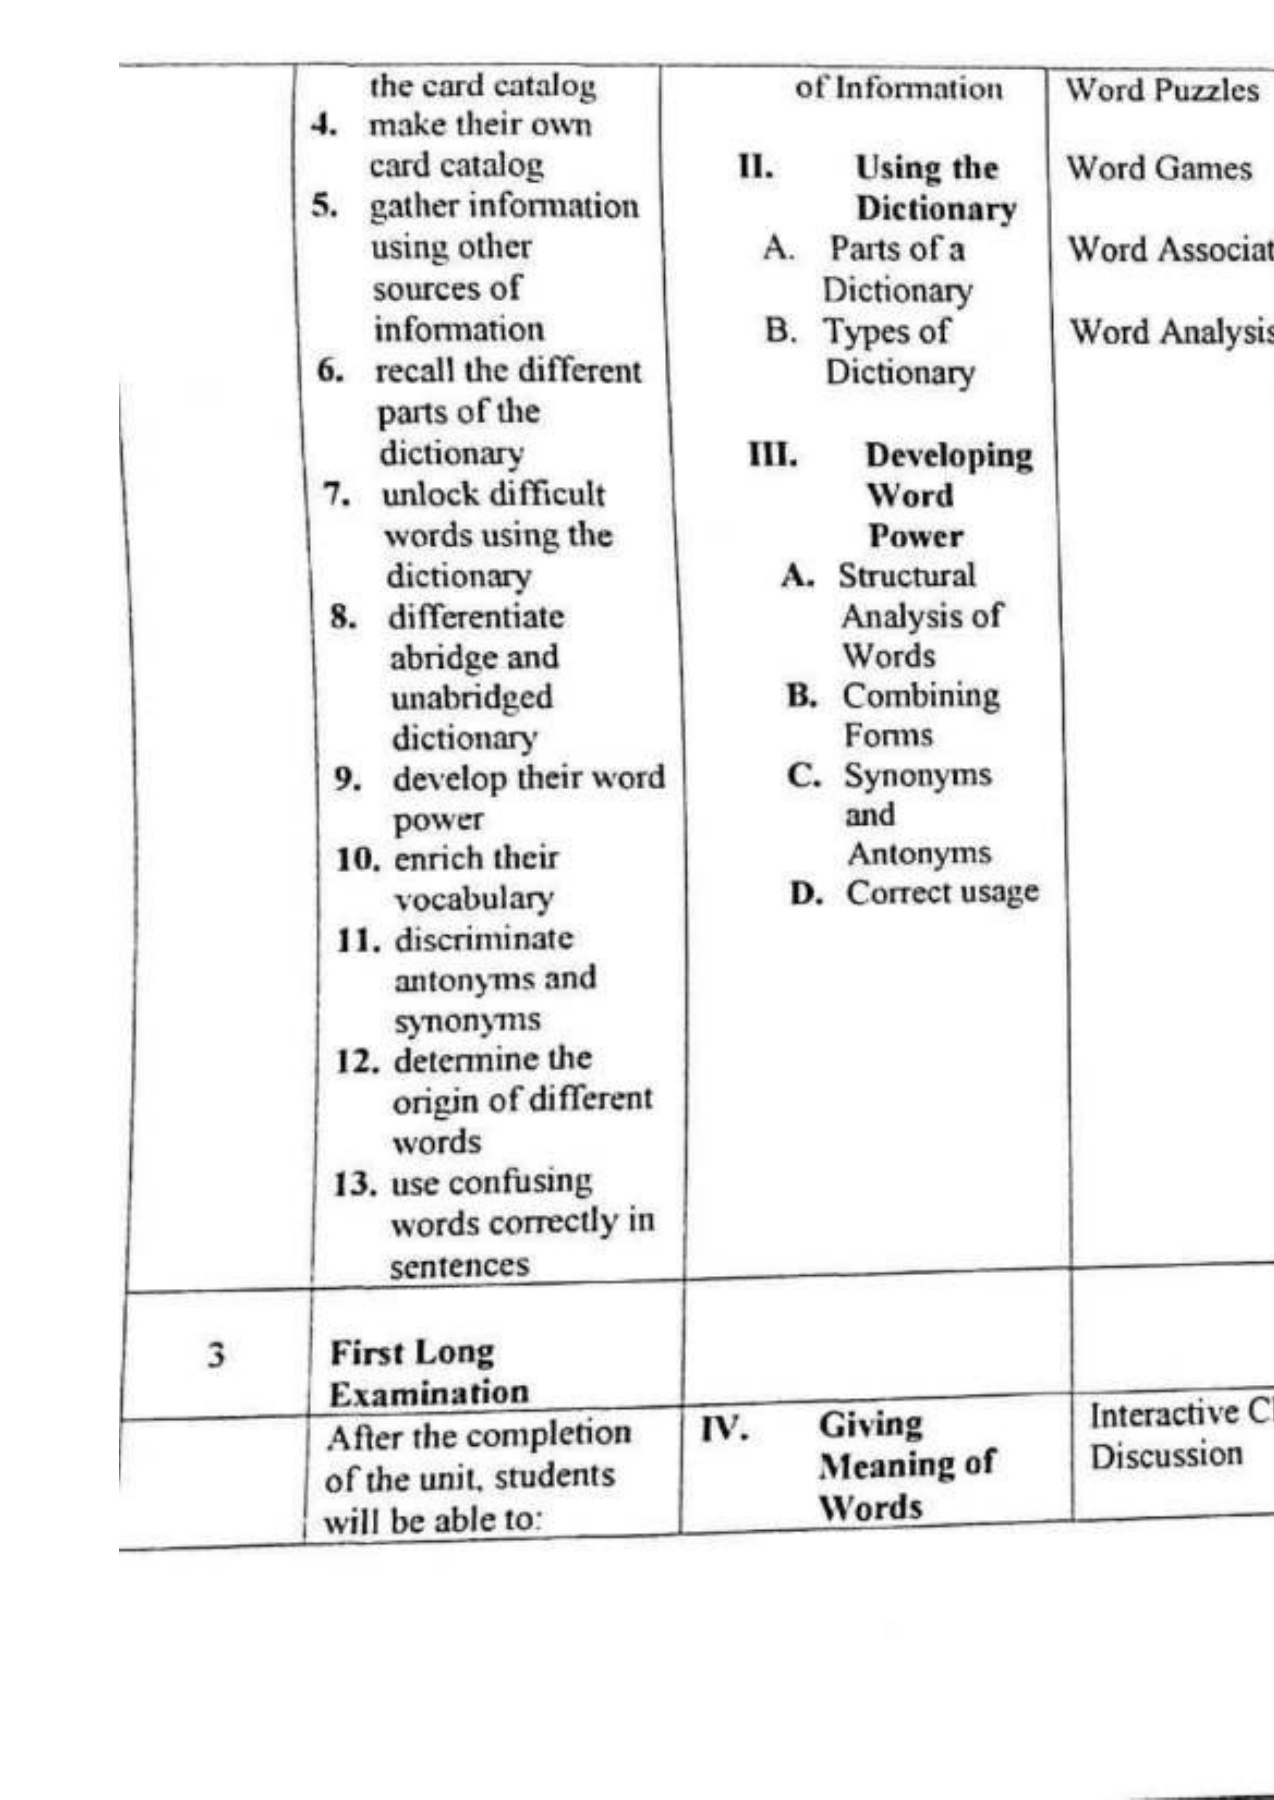 the card catalog
4. make their own
card catalog
5. gather information
using other
sources of
information
6. recall the different
parts of the
dictionary
7. unlock difficult
words using the
dictionary
8. differentiate
abridge and
unabridged
dictionary
9. develop their word
power
10. enrich their
vocabulary
11. discriminate
antonyms and
synonyms
12. determine the
origin of different
words
13. use confusing
words correctly in
sentences
of Information
II. Using the
Dictionary
A. Parts of a
Dictionary
B. Types of
Dictionary
III. Developing
Word
Power
A. Structural
Analysis of
Words
B. Combining
Forms
C. Synonyms
and
Antonyms
D. Correct usage
Word Puzzles
Word Games
Word Associat
Word Analysis
3
First Long
Examination
After the completion
of the unit, students
will be able to:
IV. Giving
Meaning of
Words
Interactive C
Discussion